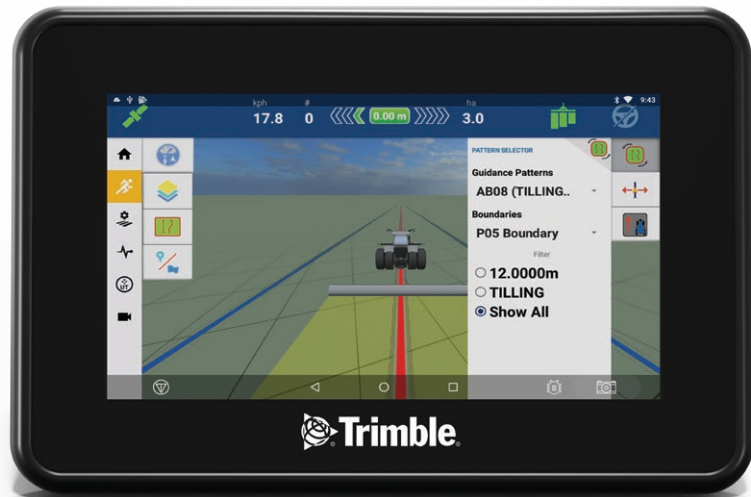 9:43
kph
17.8
#
0
0.00 m
ha
3.0
PATTERN SELECTOR
Guidance Patterns
AB08 (TILLING..
Boundaries
P05 Boundary
Filter
12.0000m
TILLING
Show All
UT
Trimble